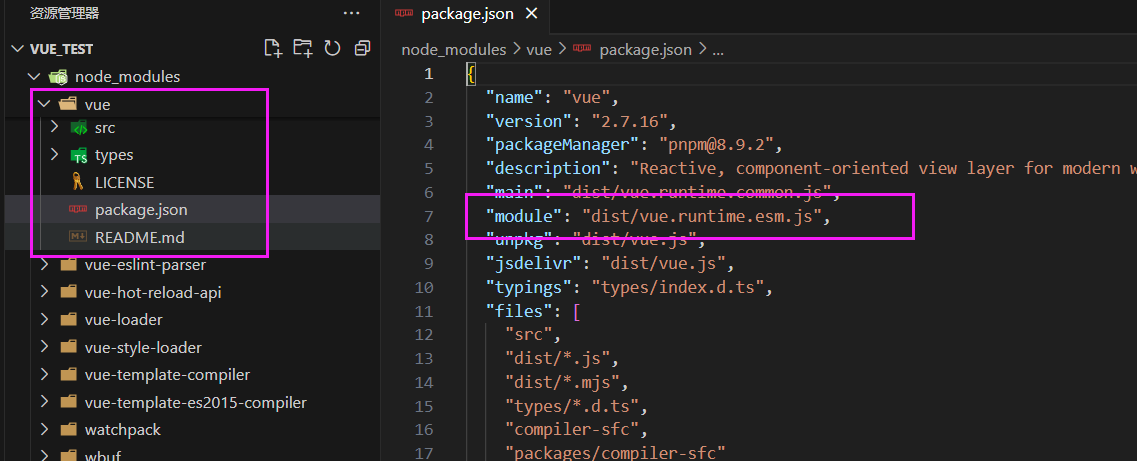 资源管理器
VUE_TEST
node_modules
vue
src
types
LICENSE
package.json
README.md
vue-eslint-parser
vue-hot-reload-api
vue-loader
vue-style-loader
vue-template-compiler
vue-template-es2015-compiler
watchpack
wbuf
package.json
node_modules > vue > package.json > ...
1 {
2 "name": "vue",
3 "version": "2.7.16",
4 "packageManager": "pnpm@8.9.2",
5 "description": "Reactive, component-oriented view layer for modern w
6 "main": "dist/vue.runtime.common.js",
7 "module": "dist/vue.runtime.esm.js",
8 "unpkg": "dist/vue.js",
9 "jsdelivr": "dist/vue.js",
10 "typings": "types/index.d.ts",
11 "files": [
12 "src",
13 "dist/*.js",
14 "dist/*.mjs",
15 "types/*.d.ts",
16 "compiler-sfc",
17 "packages/compiler-sfc"